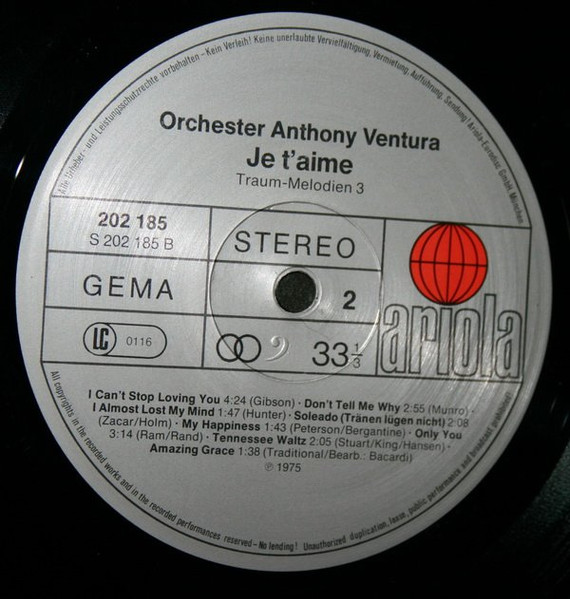 Alle Urheber- und Leistungsschutzrechte vorbehalten – Kein Verleih! Keine unerlaubte Vervielfältigung, Vermietung, Aufführung, Sendung! Ariola-Eurodisc GmbH, München
Orchester Anthony Ventura
Je t'aime
Traum-Melodien 3
202 185
S 202 185 B
STEREO
GEMA
2
LC 0116
33 1/3
ariola
I Can't Stop Loving You 4:24 (Gibson) · Don't Tell Me Why 2:55 (Munro) ·
I Almost Lost My Mind 1:47 (Hunter) · Soleado (Tränen lügen nicht) 2:08
(Zacar/Holm) · My Happiness 1:43 (Peterson/Bergantine) · Only You
3:14 (Ram/Rand) · Tennessee Waltz 2:05 (Stuart/King/Hansen) ·
Amazing Grace 1:38 (Traditional/Bearb.: Bacardi)
℗ 1975
All copyrights in the recorded works and in the recorded performances reserved – No lending! Unauthorized duplication, lease, public performance and broadcast prohibited!